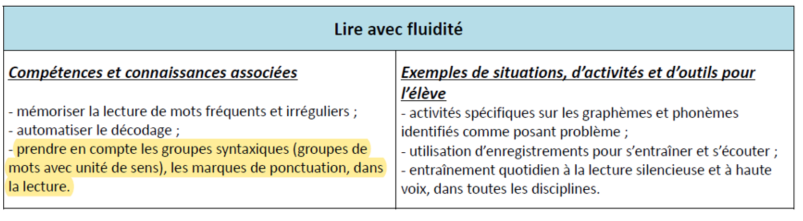 Lire avec fluidité
Compétences et connaissances associées
- mémoriser la lecture de mots fréquents et irréguliers ;
- automatiser le décodage ;
- prendre en compte les groupes syntaxiques (groupes de
mots avec unité de sens), les marques de ponctuation, dans
la lecture.
Exemples de situations, d’activités et d’outils pour
l’élève
- activités spécifiques sur les graphèmes et phonèmes
identifiés comme posant problème ;
- utilisation d’enregistrements pour s’entraîner et s’écouter ;
- entraînement quotidien à la lecture silencieuse et à haute
voix, dans toutes les disciplines.